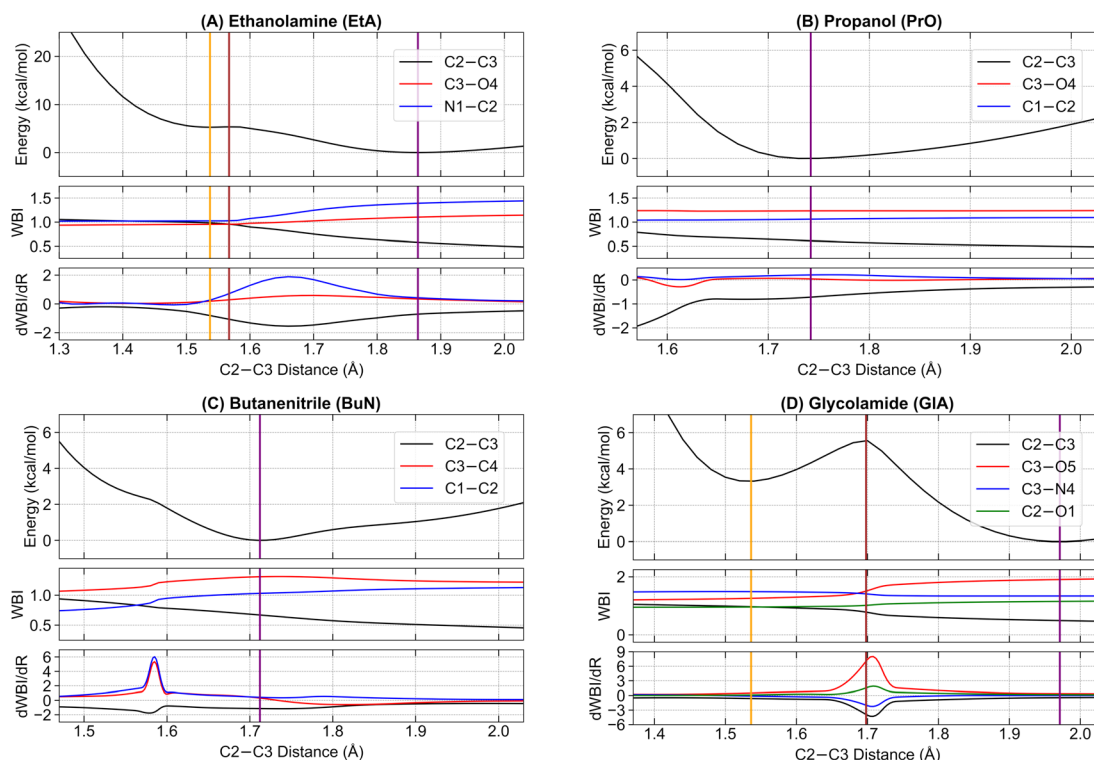 (A) Ethanolamine (EtA)
Energy (kcal/mol)
20
10
0
C2−C3
C3−O4
N1−C2
WBI
1.5
1.0
0.5
dWBI/dR
2
0
−2
1.3 1.4 1.5 1.6 1.7 1.8 1.9 2.0
C2−C3 Distance (Å)
(B) Propanol (PrO)
Energy (kcal/mol)
6
4
2
0
C2−C3
C3−O4
C1−C2
WBI
1.5
1.0
0.5
dWBI/dR
0
−1
−2
1.6 1.7 1.8 1.9 2.0
C2−C3 Distance (Å)
(C) Butanenitrile (BuN)
Energy (kcal/mol)
6
4
2
0
C2−C3
C3−C4
C1−C2
WBI
1.0
0.5
dWBI/dR
6
4
2
0
−2
1.5 1.6 1.7 1.8 1.9 2.0
C2−C3 Distance (Å)
(D) Glycolamide (GlA)
Energy (kcal/mol)
6
4
2
0
C2−C3
C3−O5
C3−N4
C2−O1
WBI
2
0
dWBI/dR
9
6
3
0
−3
−6
1.4 1.5 1.6 1.7 1.8 1.9 2.0
C2−C3 Distance (Å)